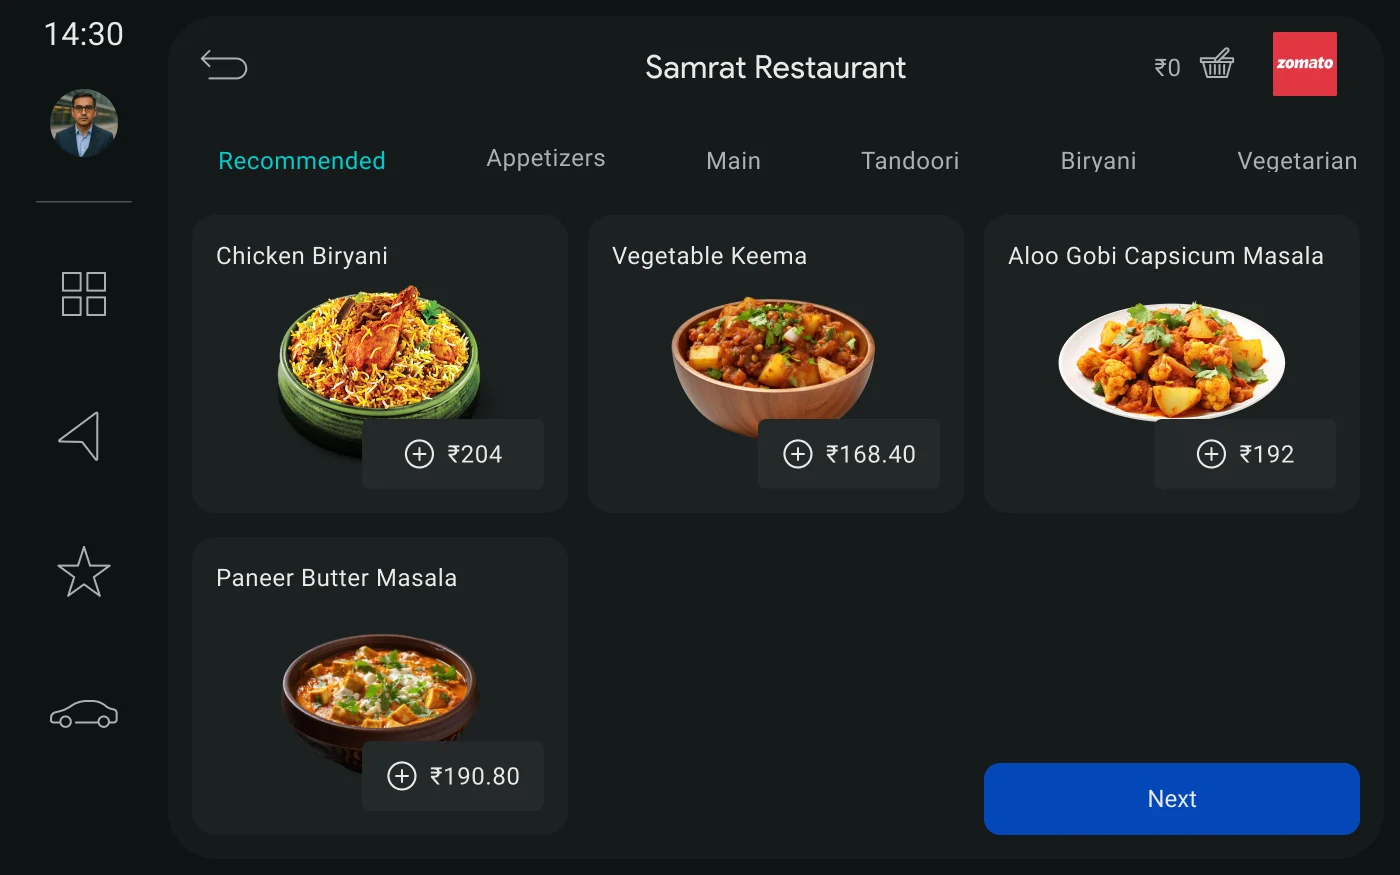 14:30
Samrat Restaurant
₹0
zomato
Recommended
Appetizers
Main
Tandoori
Biryani
Vegetarian
Chicken Biryani
₹204
Vegetable Keema
₹168.40
Aloo Gobi Capsicum Masala
₹192
Paneer Butter Masala
₹190.80
Next